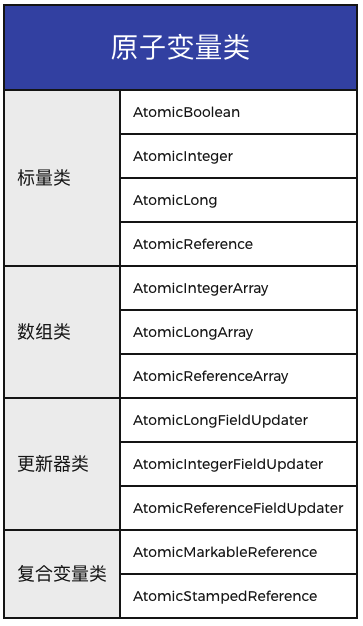 原子变量类
标量类
AtomicBoolean
AtomicInteger
AtomicLong
AtomicReference
数组类
AtomicIntegerArray
AtomicLongArray
AtomicReferenceArray
更新器类
AtomicLongFieldUpdater
AtomicIntegerFieldUpdater
AtomicReferenceFieldUpdater
复合变量类
AtomicMarkableReference
AtomicStampedReference